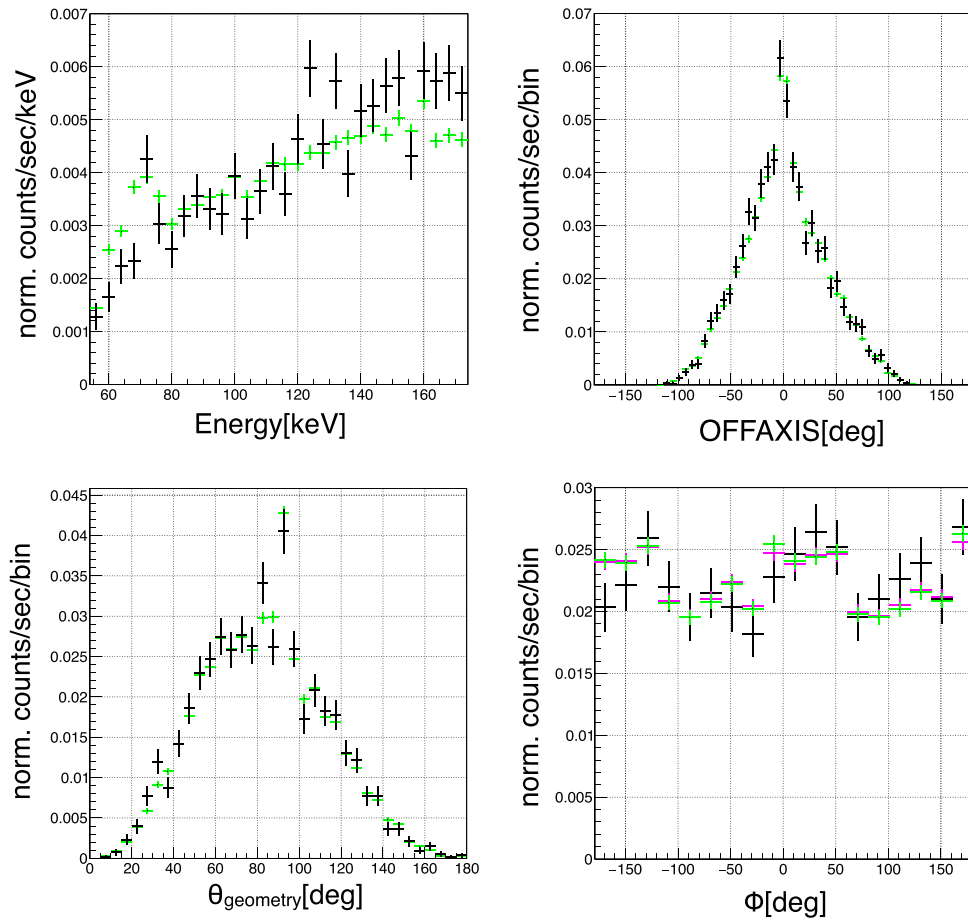 0.007
0.006
0.005
0.004
0.003
0.002
0.001
0
60 80 100 120 140 160
norm. counts/sec/keV
Energy[keV]
0.06
0.05
0.04
0.03
0.02
0.01
0
−150 −100 −50 0 50 100 150
norm. counts/sec/bin
OFFAXIS[deg]
0.045
0.04
0.035
0.03
0.025
0.02
0.015
0.01
0.005
0
0 20 40 60 80 100 120 140 160 180
norm. counts/sec/bin
θgeometry[deg]
0.03
0.025
0.02
0.015
0.01
0.005
0
−150 −100 −50 0 50 100 150
norm. counts/sec/bin
Φ[deg]